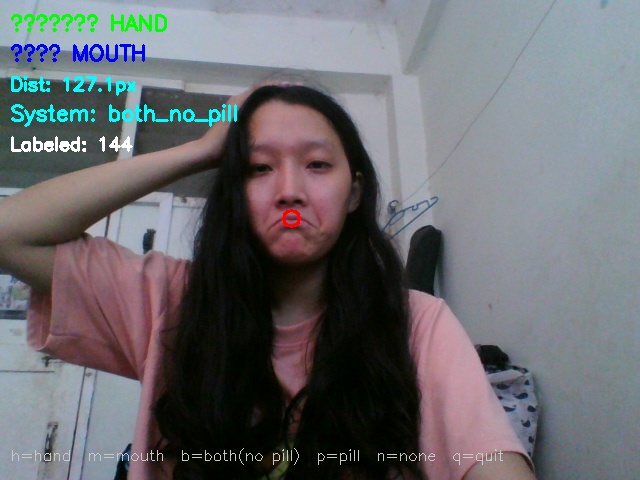 ??????? HAND
???? MOUTH
Dist: 127.1px
System: both_no_pill
Labeled: 144
h=hand m=mouth b=both(no pill) p=pill n=none q=quit